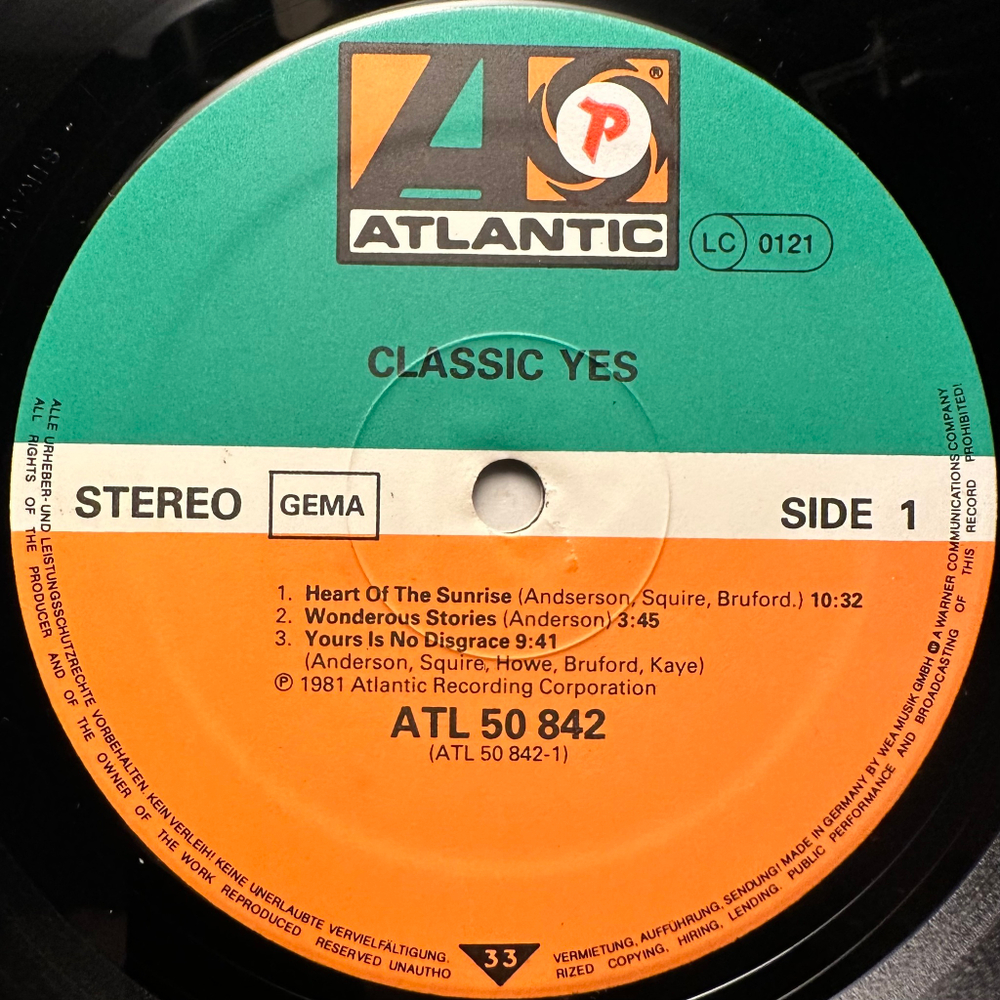 ®
P
ATLANTIC
LC 0121
CLASSIC YES
STEREO GEMA SIDE 1
1. Heart Of The Sunrise (Andserson, Squire, Bruford.) 10:32
2. Wonderous Stories (Anderson) 3:45
3. Yours Is No Disgrace 9:41
(Anderson, Squire, Howe, Bruford, Kaye)
℗ 1981 Atlantic Recording Corporation
ATL 50 842
(ATL 50 842-1)
ALLE URHEBER- UND LEISTUNGSSCHUTZRECHTE VORBEHALTEN. KEIN VERLEIH! KEINE UNERLAUBTE VERVIELFÄLTIGUNG,
ALL RIGHTS OF THE PRODUCER AND OF THE OWNER OF THE WORK REPRODUCED RESERVED UNAUTHO
33
VERMIETUNG, AUFFÜHRUNG, SENDUNG! MADE IN GERMANY BY WEA MUSIK GMBH A WARNER COMMUNICATIONS COMPANY
RIZED COPYING, HIRING, LENDING. PUBLIC PERFORMANCE AND BROADCASTING OF THIS RECORD PROHIBITED!